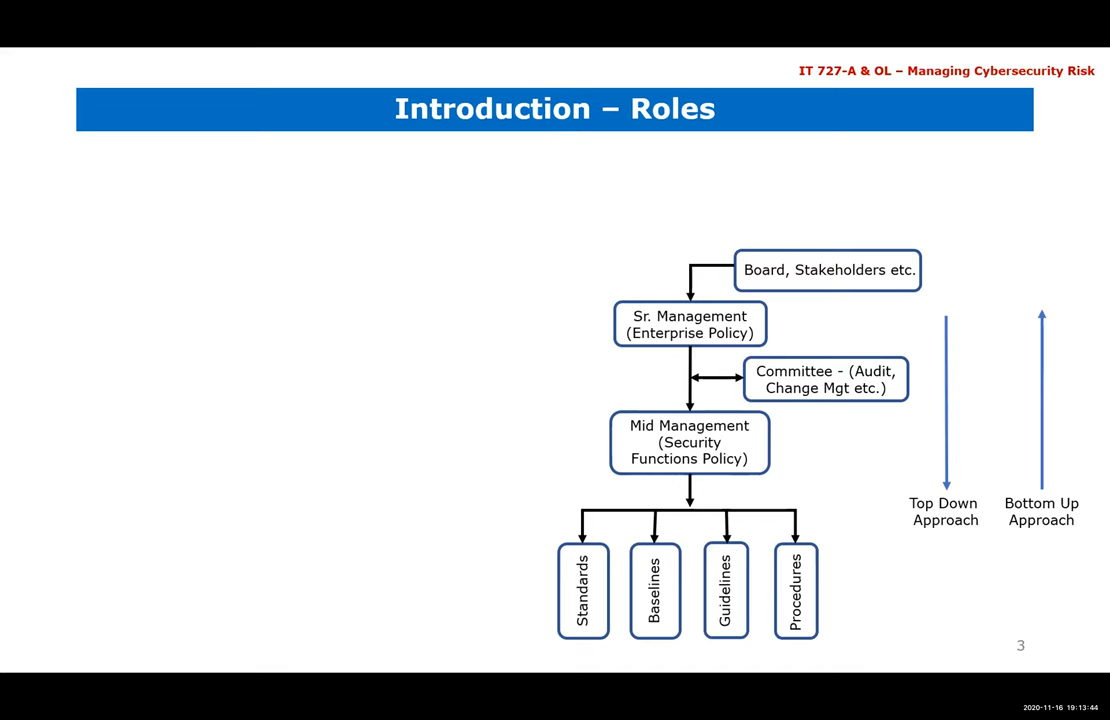 IT 727-A & OL – Managing Cybersecurity Risk
Introduction – Roles
Board, Stakeholders etc.
Sr. Management
(Enterprise Policy)
Committee - (Audit,
Change Mgt etc.)
Mid Management
(Security
Functions Policy)
Top Down
Approach
Bottom Up
Approach
Standards
Baselines
Guidelines
Procedures
3
2020-11-16 19:13:44